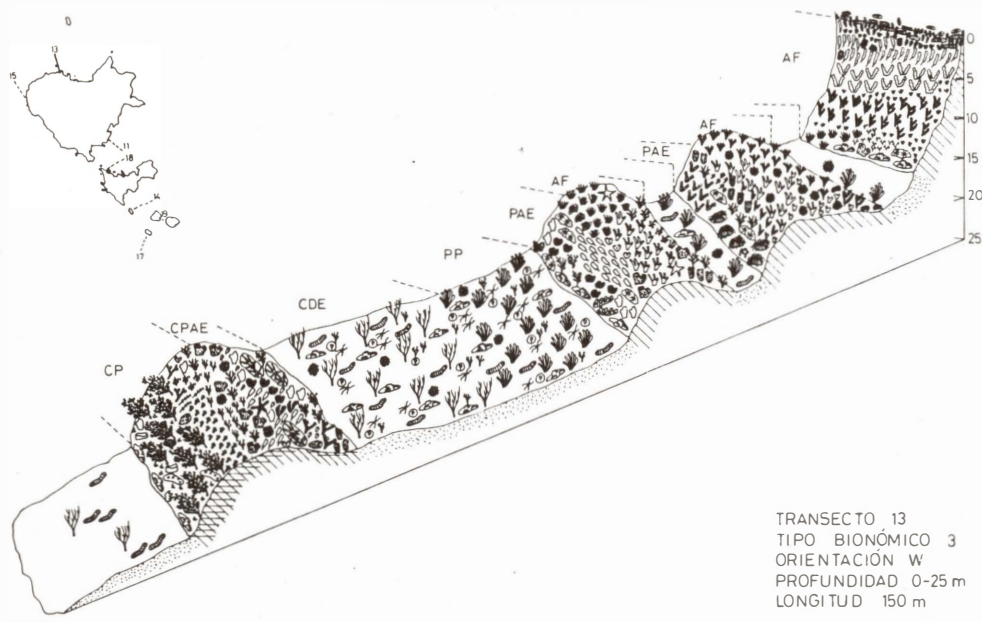 13
15
11
18
14
19
17
AF
0
5
10
15
20
25
AF
PAE
AF
PAE
PP
CDE
CPAE
CP
TRANSECTO 13
TIPO BIONÓMICO 3
ORIENTACIÓN W
PROFUNDIDAD 0-25 m
LONGITUD 150 m